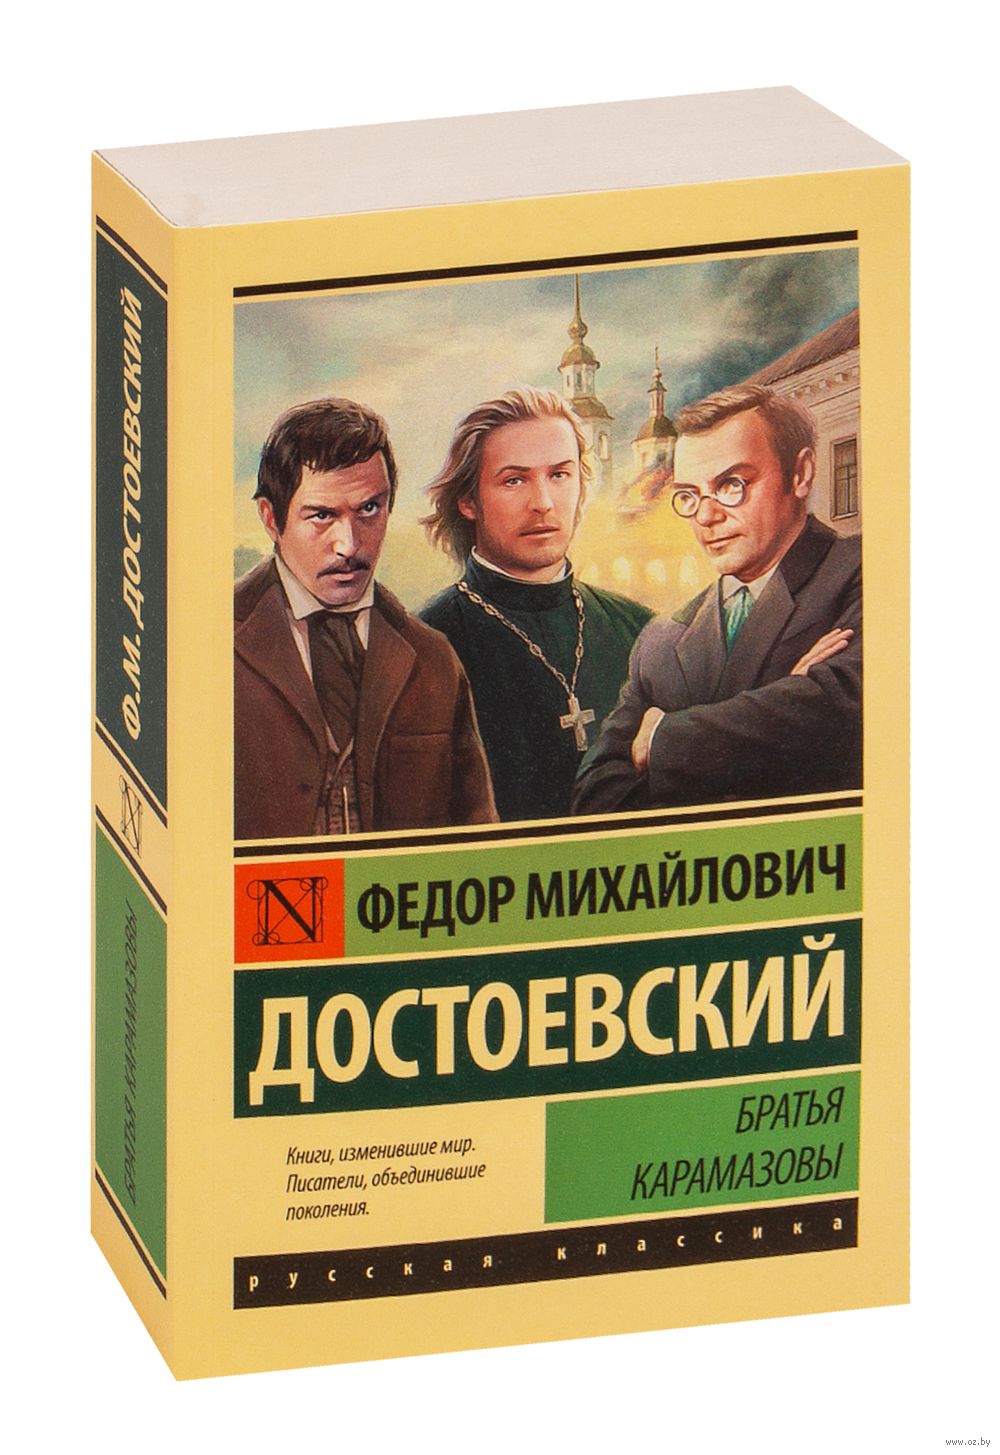 Ф.М. ДОСТОЕВСКИЙ
N
БРАТЬЯ КАРАМАЗОВЫ
N
ФЕДОР МИХАЙЛОВИЧ
ДОСТОЕВСКИЙ
БРАТЬЯ
КАРАМАЗОВЫ
Книги, изменившие мир.
Писатели, объединившие
поколения.
русская классика
www.oz.by